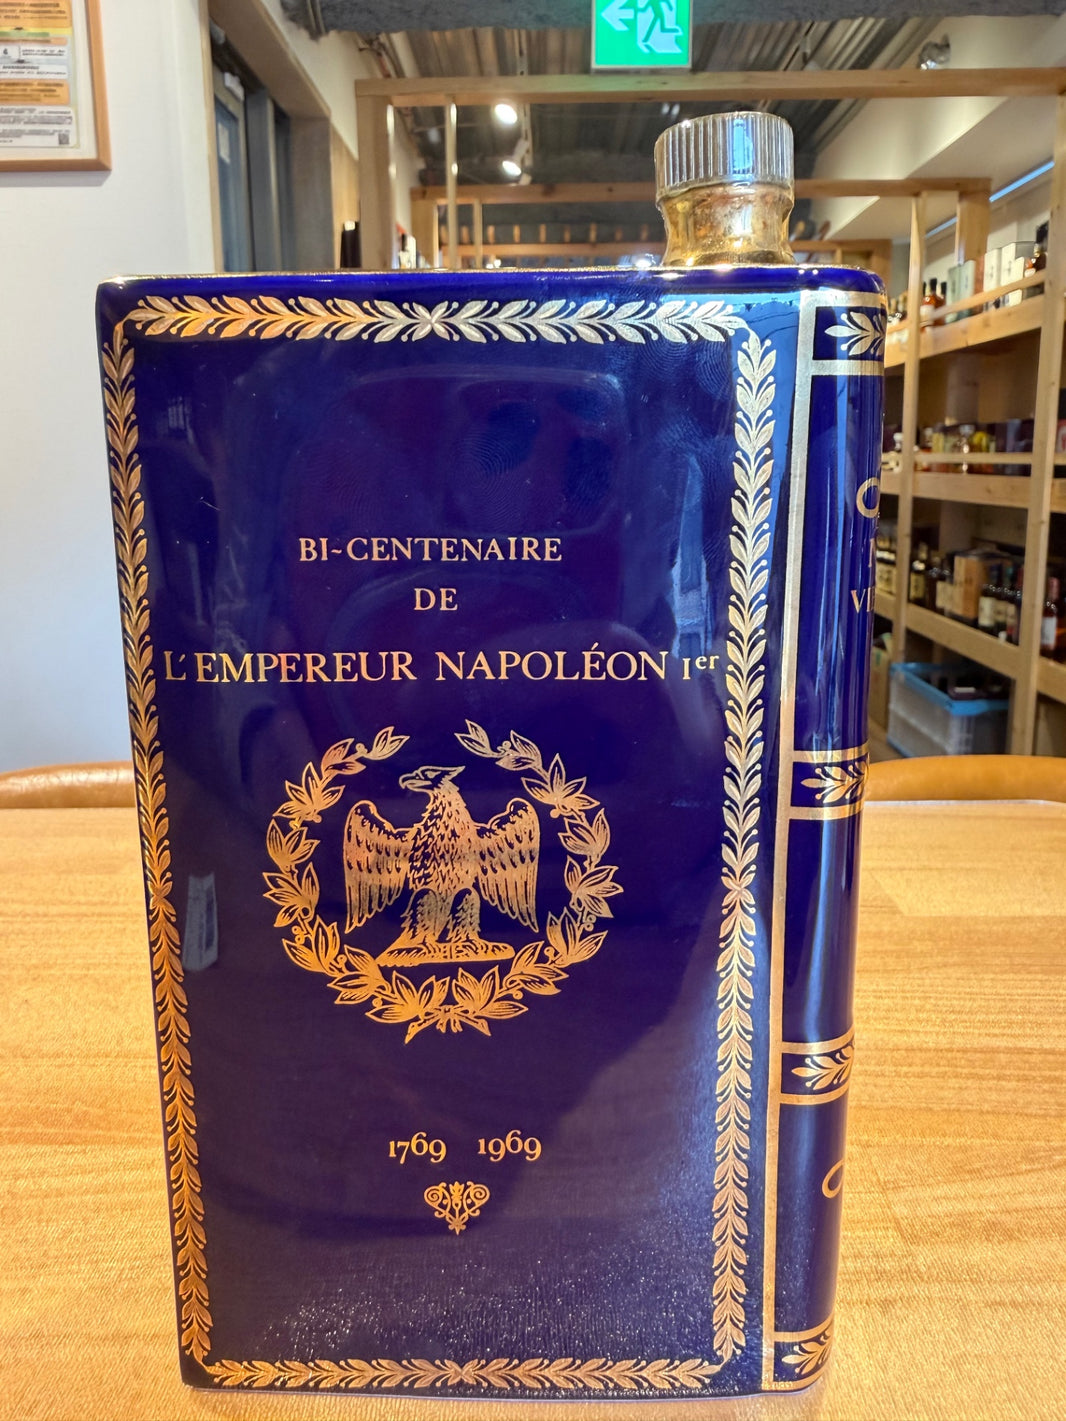 BI-CENTENAIRE
DE
L'EMPEREUR NAPOLÉON Ier
1769 1969